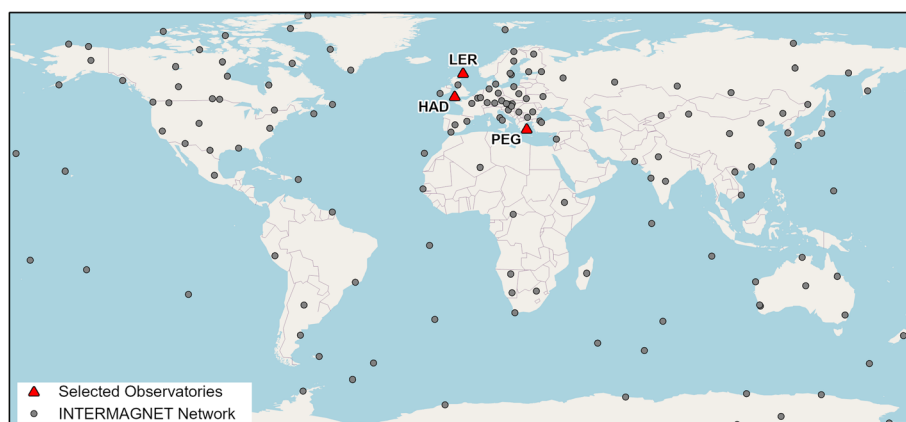 LER
HAD
PEG
Selected Observatories
INTERMAGNET Network